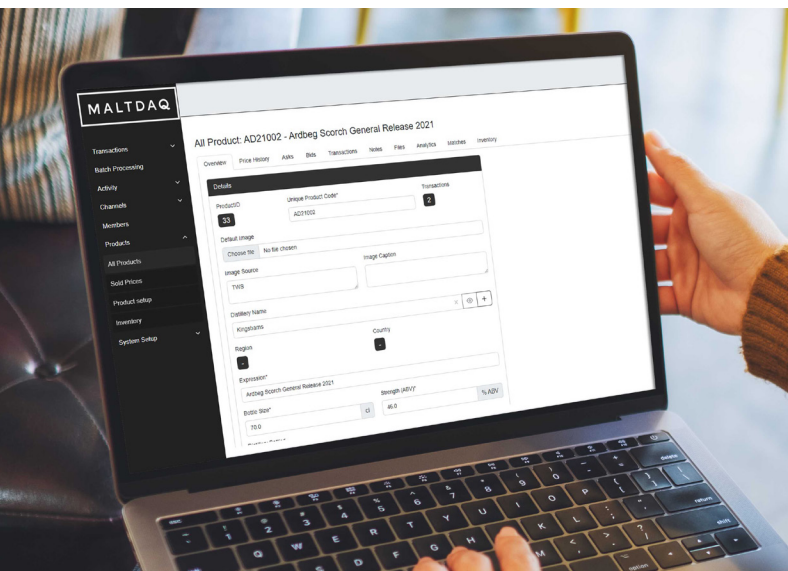 MALTDAQ
Transactions
Batch Processing
Activity
Channels
Members
Products
All Products
Sold Prices
Product setup
Inventory
System Setup
All Product: AD21002 - Ardbeg Scorch General Release 2021
Overview Price History Asks Bids Transactions Notes Files Analytics Matches Inventory
Details
ProductID Unique Product Code* Transactions
33 AD21002 2
Default Image
Choose file No file chosen
Image Source Image Caption
TWS
Distillery Name
Kingsbarns
Region Country
- -
Expression*
Ardbeg Scorch General Release 2021
Bottle Size* Strength (ABV)*
70.0 cl 46.0 % ABV
delete
return
shift
option
Q W E R T Y U I O P
D F G H K L
M